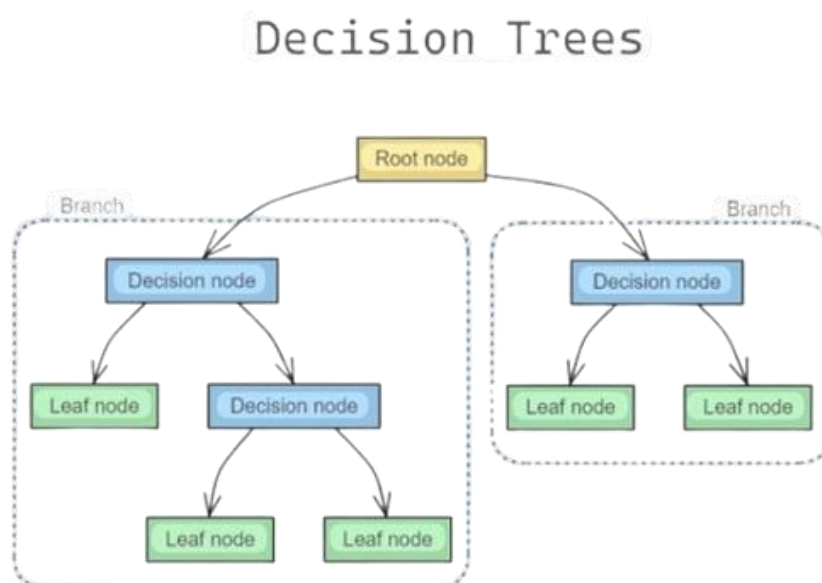 Decision Trees
Root node
Branch
Branch
Decision node
Decision node
Leaf node
Decision node
Leaf node
Leaf node
Leaf node
Leaf node